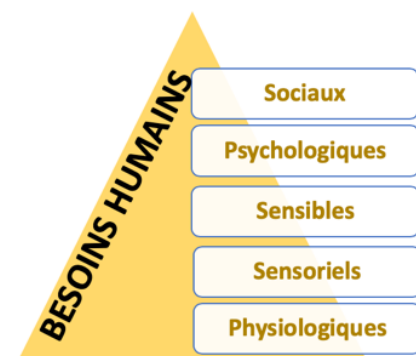 BESOINS HUMAINS
Sociaux
Psychologiques
Sensibles
Sensoriels
Physiologiques